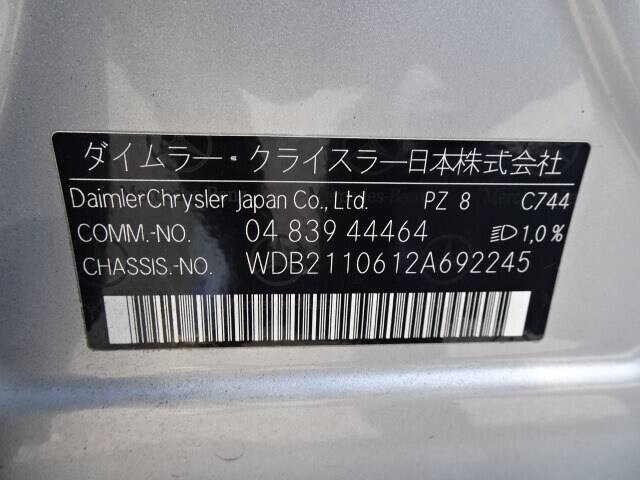 ダイムラー・クライスラー日本株式会社
DaimlerChrysler Japan Co., Ltd. PZ 8 C744
COMM.-NO. 04 839 44464 1,0%
CHASSIS.-NO. WDB2110612A692245